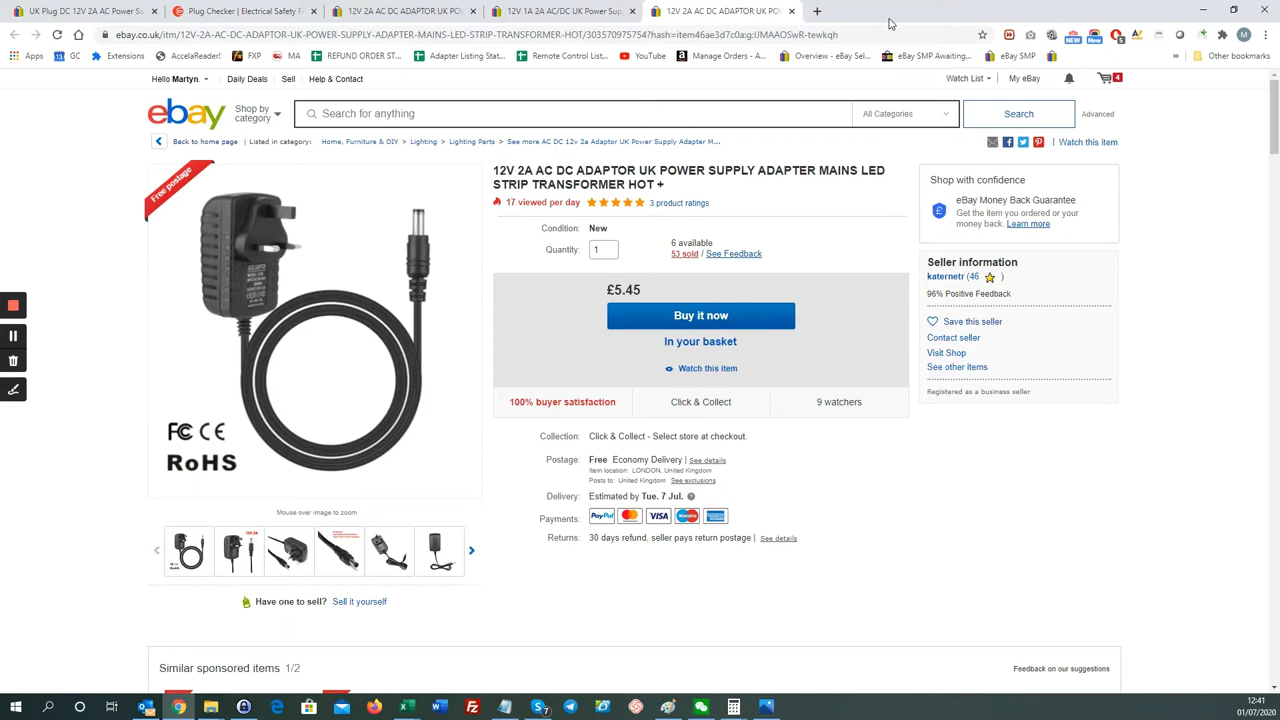 UK Plug DC 12V 2A AC Power S
Plug Checker | Electrical Safety F
12V 2A AC DC ADAPTOR UK PO
12V 1A 12V 2A AC/DC UK Power Sup
12V 2A AC DC ADAPTOR UK PO
ebay.co.uk/itm/12V-2A-AC-DC-ADAPTOR-UK-POWER-SUPPLY-ADAPTER-MAINS-LED-STRIP-TRANSFORMER-HOT/303570975754?hash=item46ae3d7c0a:g:UMAAOSwR-tewkqh
Apps
GC
Extensions
AcceleRadar!
FXP
MA
REFUND ORDER ST...
Stock Count List -...
Remote Control List...
YouTube
Manage Orders - A...
Overview - eBay Sel...
eBay SMP Awaiting...
eBay SMP
»
Other bookmarks
Hello Martyn.
Daily Deals
Sell
Help & Contact
Watch List
My eBay
4
ebay
Shop by category
Search for anything
All Categories
Search
Advanced
Back to home page
Listed in category:
Home, Furniture & DIY > Lighting > Lighting Parts > See more AC DC 12v 2a Adaptor UK Power Supply Adapter M...
| Watch this item
Free postage
12V 2A AC DC ADAPTOR UK POWER SUPPLY ADAPTER MAINS LED
STRIP TRANSFORMER HOT +
17 viewed per day
3 product ratings
Condition: New
Quantity: 1
6 available
53 sold / See Feedback
£5.45
Buy it now
In your basket
Watch this item
100% buyer satisfaction
Click & Collect
9 watchers
Collection: Click & Collect - Select store at checkout.
Postage: Free Economy Delivery | See details
Item location: LONDON, United Kingdom
Posts to: United Kingdom See exclusions
Delivery: Estimated by Tue. 7 Jul.
Payments: PayPal VISA
Returns: 30 days refund, seller pays return postage | See details
Shop with confidence
eBay Money Back Guarantee
Get the item you ordered or your
money back. Learn more
Seller information
katernetr (46 )
96% Positive Feedback
Save this seller
Contact seller
Visit Shop
See other items
Registered as a business seller
FC CE
RoHS
Mouse over image to zoom
Have one to sell? Sell it yourself
Similar sponsored items 1/2
Feedback on our suggestions
12:41
01/07/2020